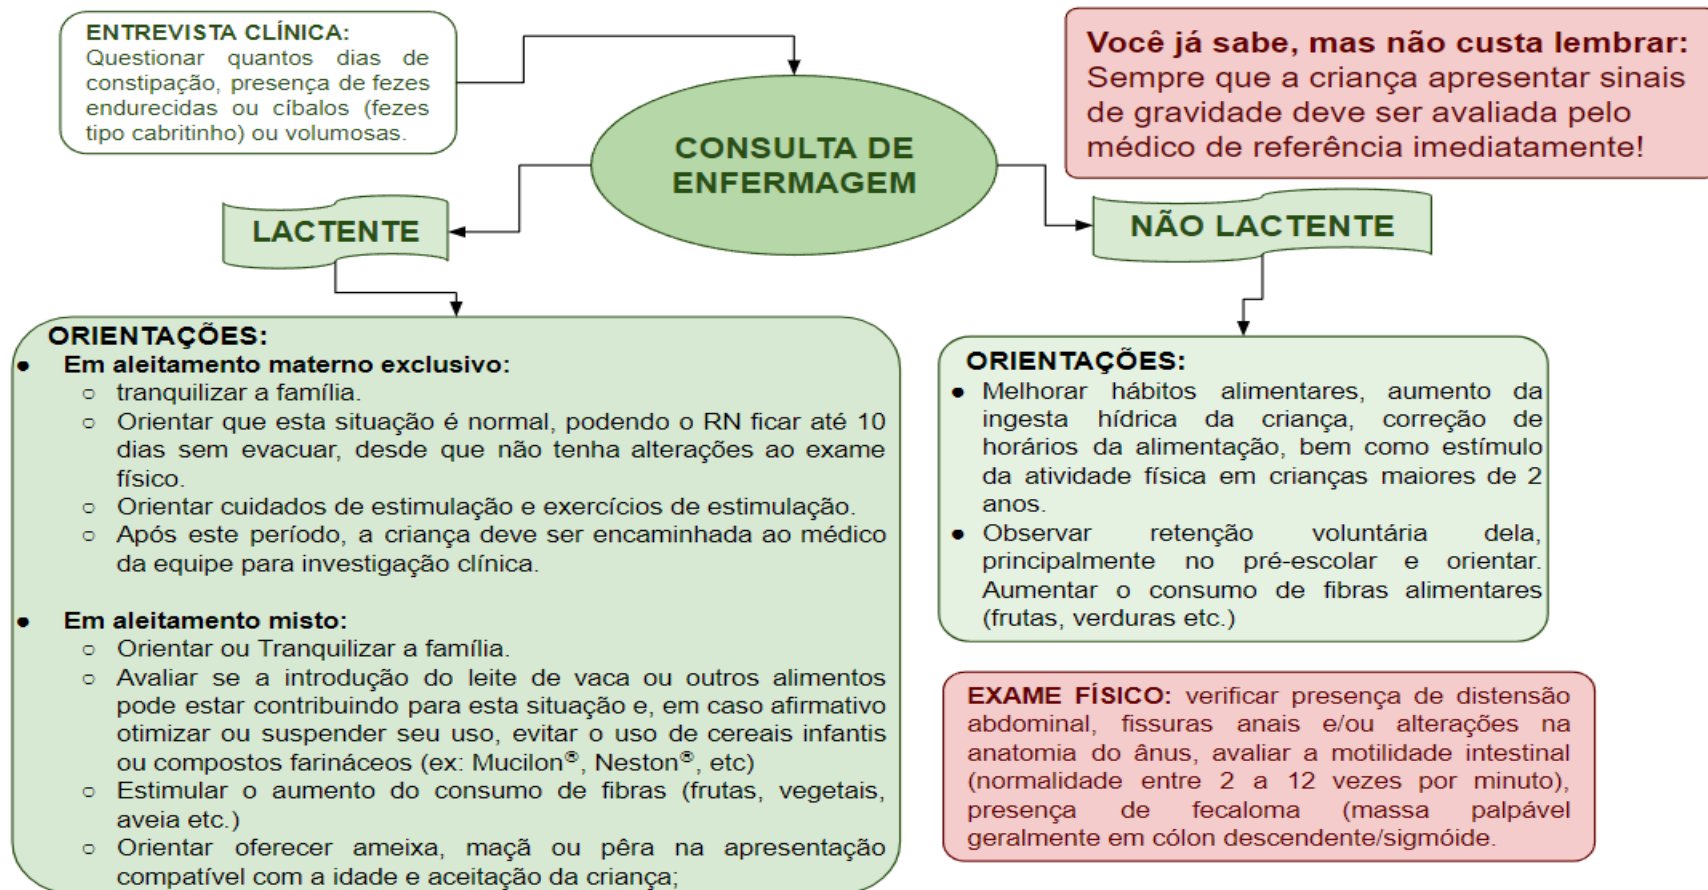 ENTREVISTA CLÍNICA:
Questionar quantos dias de
constipação, presença de fezes
endurecidas ou cíbalos (fezes
tipo cabritinho) ou volumosas.
CONSULTA DE
ENFERMAGEM
Você já sabe, mas não custa lembrar:
Sempre que a criança apresentar sinais
de gravidade deve ser avaliada pelo
médico de referência imediatamente!
LACTENTE
NÃO LACTENTE
ORIENTAÇÕES:
● Em aleitamento materno exclusivo:
○ tranquilizar a família.
○ Orientar que esta situação é normal, podendo o RN ficar até 10
dias sem evacuar, desde que não tenha alterações ao exame
físico.
○ Orientar cuidados de estimulação e exercícios de estimulação.
○ Após este período, a criança deve ser encaminhada ao médico
da equipe para investigação clínica.
● Em aleitamento misto:
○ Orientar ou Tranquilizar a família.
○ Avaliar se a introdução do leite de vaca ou outros alimentos
pode estar contribuindo para esta situação e, em caso afirmativo
otimizar ou suspender seu uso, evitar o uso de cereais infantis
ou compostos farináceos (ex: Mucilon®, Neston®, etc)
○ Estimular o aumento do consumo de fibras (frutas, vegetais,
aveia etc.)
○ Orientar oferecer ameixa, maçã ou pêra na apresentação
compatível com a idade e aceitação da criança;
ORIENTAÇÕES:
● Melhorar hábitos alimentares, aumento da
ingesta hídrica da criança, correção de
horários da alimentação, bem como estímulo
da atividade física em crianças maiores de 2
anos.
● Observar retenção voluntária dela,
principalmente no pré-escolar e orientar.
Aumentar o consumo de fibras alimentares
(frutas, verduras etc.)
EXAME FÍSICO: verificar presença de distensão
abdominal, fissuras anais e/ou alterações na
anatomia do ânus, avaliar a motilidade intestinal
(normalidade entre 2 a 12 vezes por minuto),
presença de fecaloma (massa palpável
geralmente em cólon descendente/sigmóide.